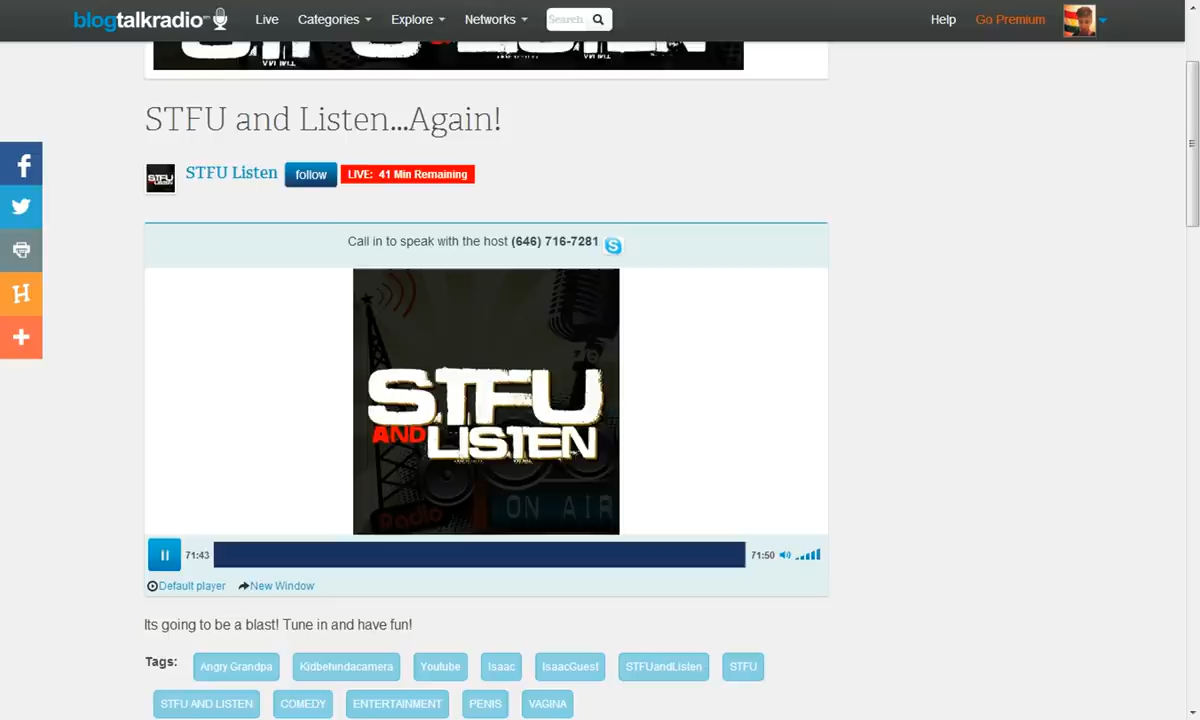 blogtalkradio Live Categories Explore Networks Search Help Go Premium
STFU and Listen...Again!
STFU Listen follow LIVE: 41 Min Remaining
Call in to speak with the host (646) 716-7281
STFU
AND LISTEN
ON AIR
Radio
71:43 71:50
Default player New Window
Its going to be a blast! Tune in and have fun!
Tags: Angry Grandpa Kidbehindacamera Youtube Isaac IsaacGuest STFUandListen STFU
STFU AND LISTEN COMEDY ENTERTAINMENT PENIS VAGINA